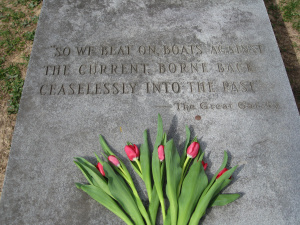 "SO WE BEAT ON, BOATS AGAINST
THE CURRENT, BORNE BACK
CEASELESSLY INTO THE PAST"
—The Great Gatsby